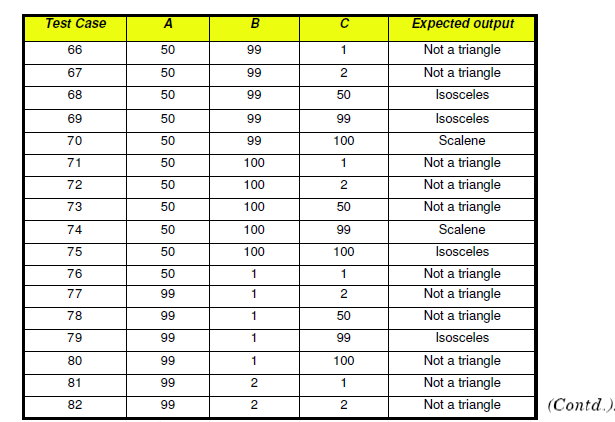 Test Case A B C Expected output
66 50 99 1 Not a triangle
67 50 99 2 Not a triangle
68 50 99 50 Isosceles
69 50 99 99 Isosceles
70 50 99 100 Scalene
71 50 100 1 Not a triangle
72 50 100 2 Not a triangle
73 50 100 50 Not a triangle
74 50 100 99 Scalene
75 50 100 100 Isosceles
76 50 1 1 Not a triangle
77 99 1 2 Not a triangle
78 99 1 50 Not a triangle
79 99 1 99 Isosceles
80 99 1 100 Not a triangle
81 99 2 1 Not a triangle
82 99 2 2 Not a triangle
(Contd.).